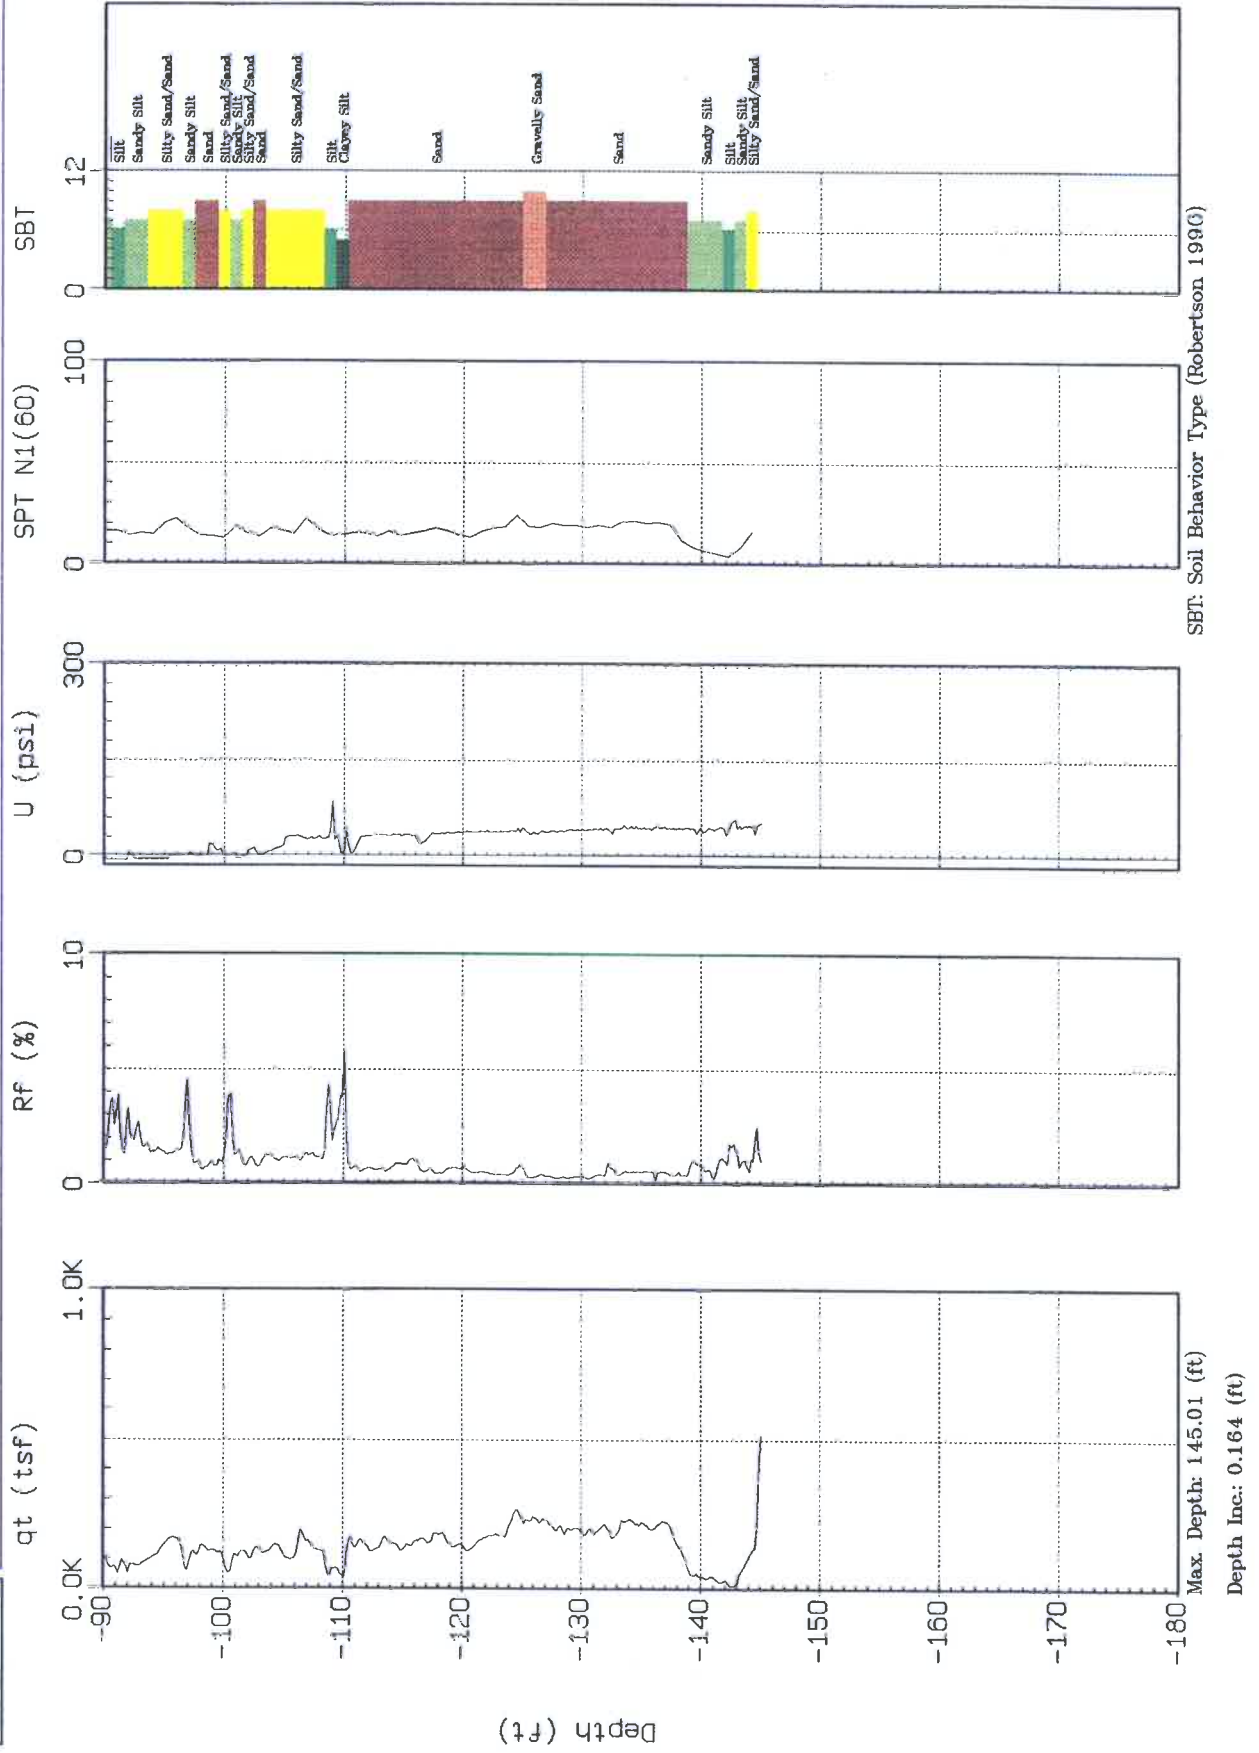 qt (tsf)
0.0K
1.0K
Rf (%)
0
10
U (psi)
0
300
SPT N1(60)
0
100
SBT
0
12
Depth (ft)
-90
-100
-110
-120
-130
-140
-150
-160
-170
-180
Silt
Sandy Silt
Silty Sand/Sand
Sandy Silt
Sand
Silty Sand/Sand
Sandy Silt
Silty Sand/Sand
Sand
Silty Sand/Sand
Silt
Clayey Silt
Sand
Gravelly Sand
Sand
Sandy Silt
Silt
Sandy Silt
Silty Sand/Sand
Max. Depth: 145.01 (ft)
Depth Inc.: 0.164 (ft)
SBT: Soil Behavior Type (Robertson 1990)